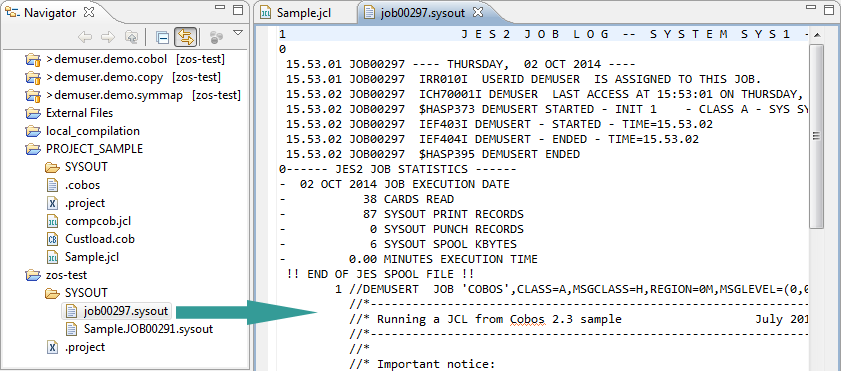 Navigator
>demuser.demo.cobol [zos-test]
>demuser.demo.copy [zos-test]
>demuser.demo.symmap [zos-test]
External Files
local_compilation
PROJECT_SAMPLE
SYSOUT
.cobos
.project
compcob.jcl
Custload.cob
Sample.jcl
zos-test
SYSOUT
job00297.sysout
Sample.JOB00291.sysout
.project
Sample.jcl
job00297.sysout
1 J E S 2 J O B L O G -- S Y S T E M S Y S 1 -
0
15.53.01 JOB00297 ---- THURSDAY, 02 OCT 2014 ----
15.53.01 JOB00297 IRR010I USERID DEMUSER IS ASSIGNED TO THIS JOB.
15.53.02 JOB00297 ICH70001I DEMUSER LAST ACCESS AT 15:53:01 ON THURSDAY,
15.53.02 JOB00297 $HASP373 DEMUSERT STARTED - INIT 1 - CLASS A - SYS SY
15.53.02 JOB00297 IEF403I DEMUSERT - STARTED - TIME=15.53.02
15.53.02 JOB00297 IEF404I DEMUSERT - ENDED - TIME=15.53.02
15.53.02 JOB00297 $HASP395 DEMUSERT ENDED
0------ JES2 JOB STATISTICS ------
- 02 OCT 2014 JOB EXECUTION DATE
- 38 CARDS READ
- 87 SYSOUT PRINT RECORDS
- 0 SYSOUT PUNCH RECORDS
- 6 SYSOUT SPOOL KBYTES
- 0.00 MINUTES EXECUTION TIME
!! END OF JES SPOOL FILE !!
1 //DEMUSERT JOB 'COBOS',CLASS=A,MSGCLASS=H,REGION=0M,MSGLEVEL=(0,0
//*----------------------------------------------------------------
//* Running a JCL from Cobos 2.3 sample July 201
//*----------------------------------------------------------------
//*
//* Important notice: